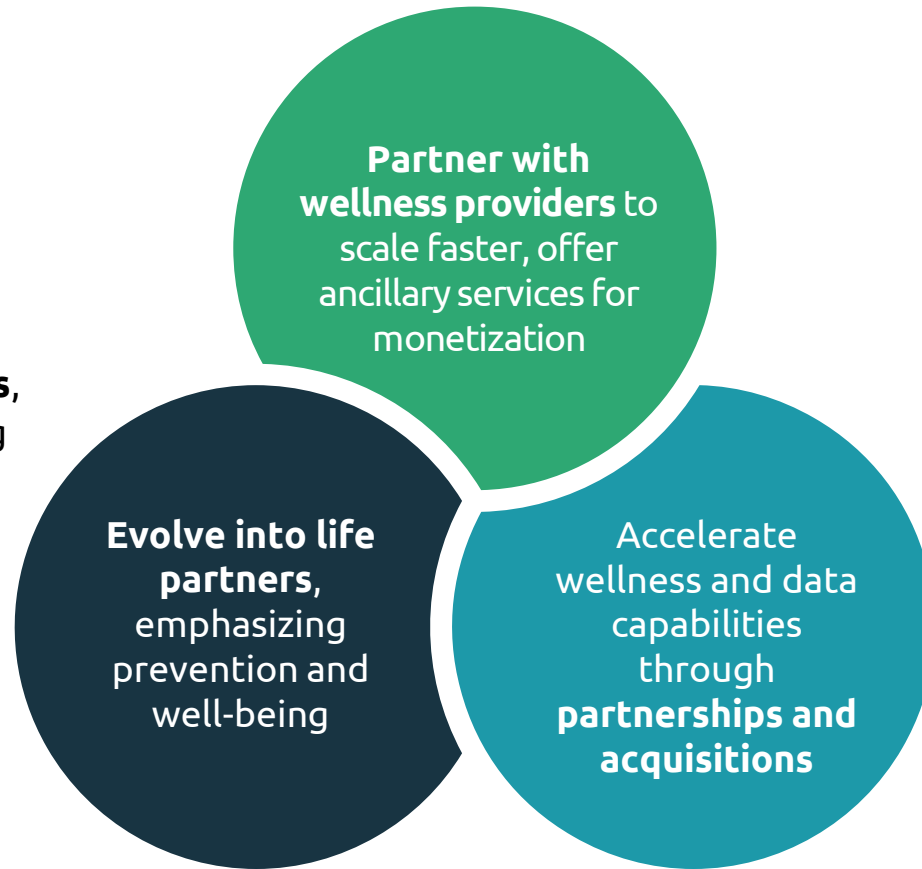 Partner with
wellness providers to
scale faster, offer
ancillary services for
monetization
Evolve into life
partners,
emphasizing
prevention and
well-being
Accelerate
wellness and data
capabilities
through
partnerships and
acquisitions